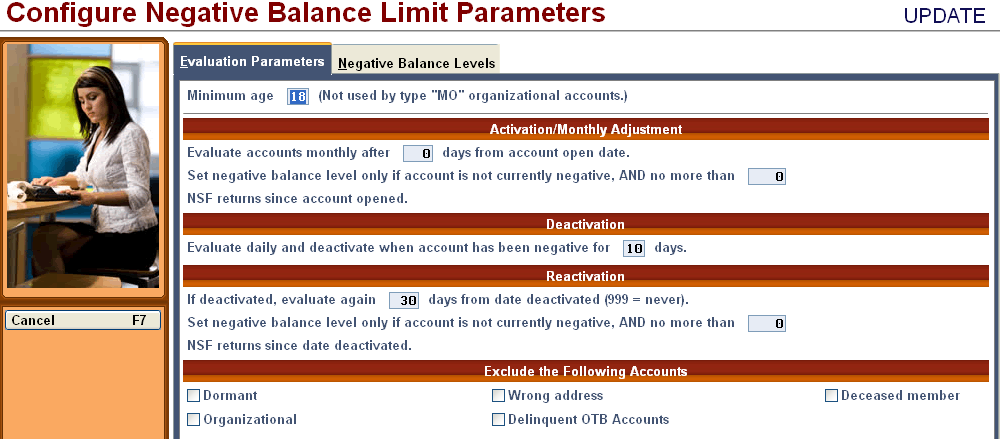 Configure Negative Balance Limit Parameters UPDATE
Evaluation Parameters Negative Balance Levels
Minimum age 18 (Not used by type "MO" organizational accounts.)
Activation/Monthly Adjustment
Evaluate accounts monthly after 0 days from account open date.
Set negative balance level only if account is not currently negative, AND no more than 0
NSF returns since account opened.
Deactivation
Evaluate daily and deactivate when account has been negative for 10 days.
Reactivation
If deactivated, evaluate again 30 days from date deactivated (999 = never).
Cancel F7
Set negative balance level only if account is not currently negative, AND no more than 0
NSF returns since date deactivated.
Exclude the Following Accounts
Dormant Wrong address Deceased member
Organizational Delinquent OTB Accounts